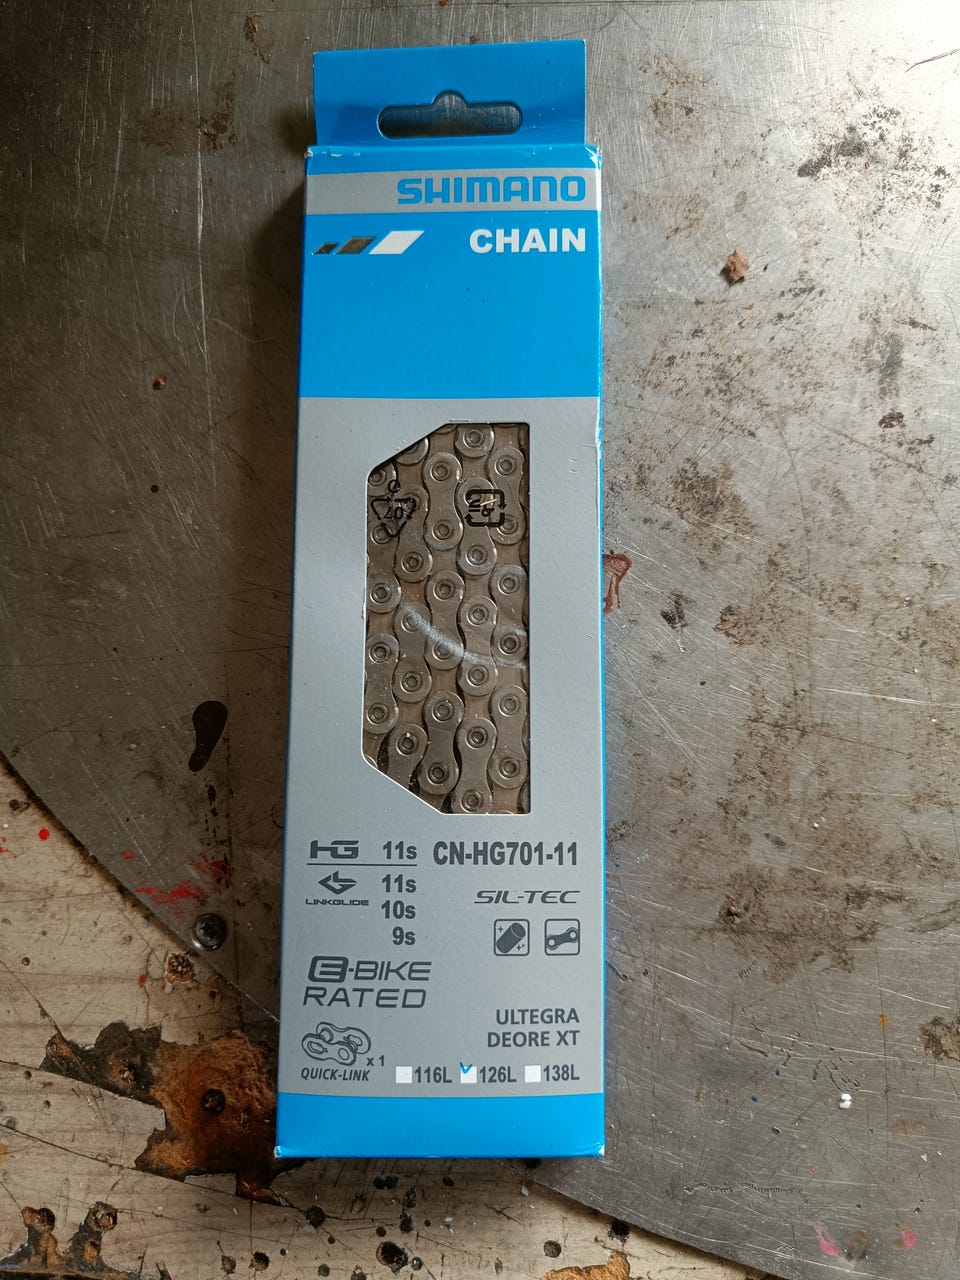 SHIMANO
CHAIN
HG 11s CN-HG701-11
LINKGLIDE 11s
10s
9s
SIL-TEC
E-BIKE
RATED
ULTEGRA
DEORE XT
x1
QUICK-LINK
116L 126L 138L